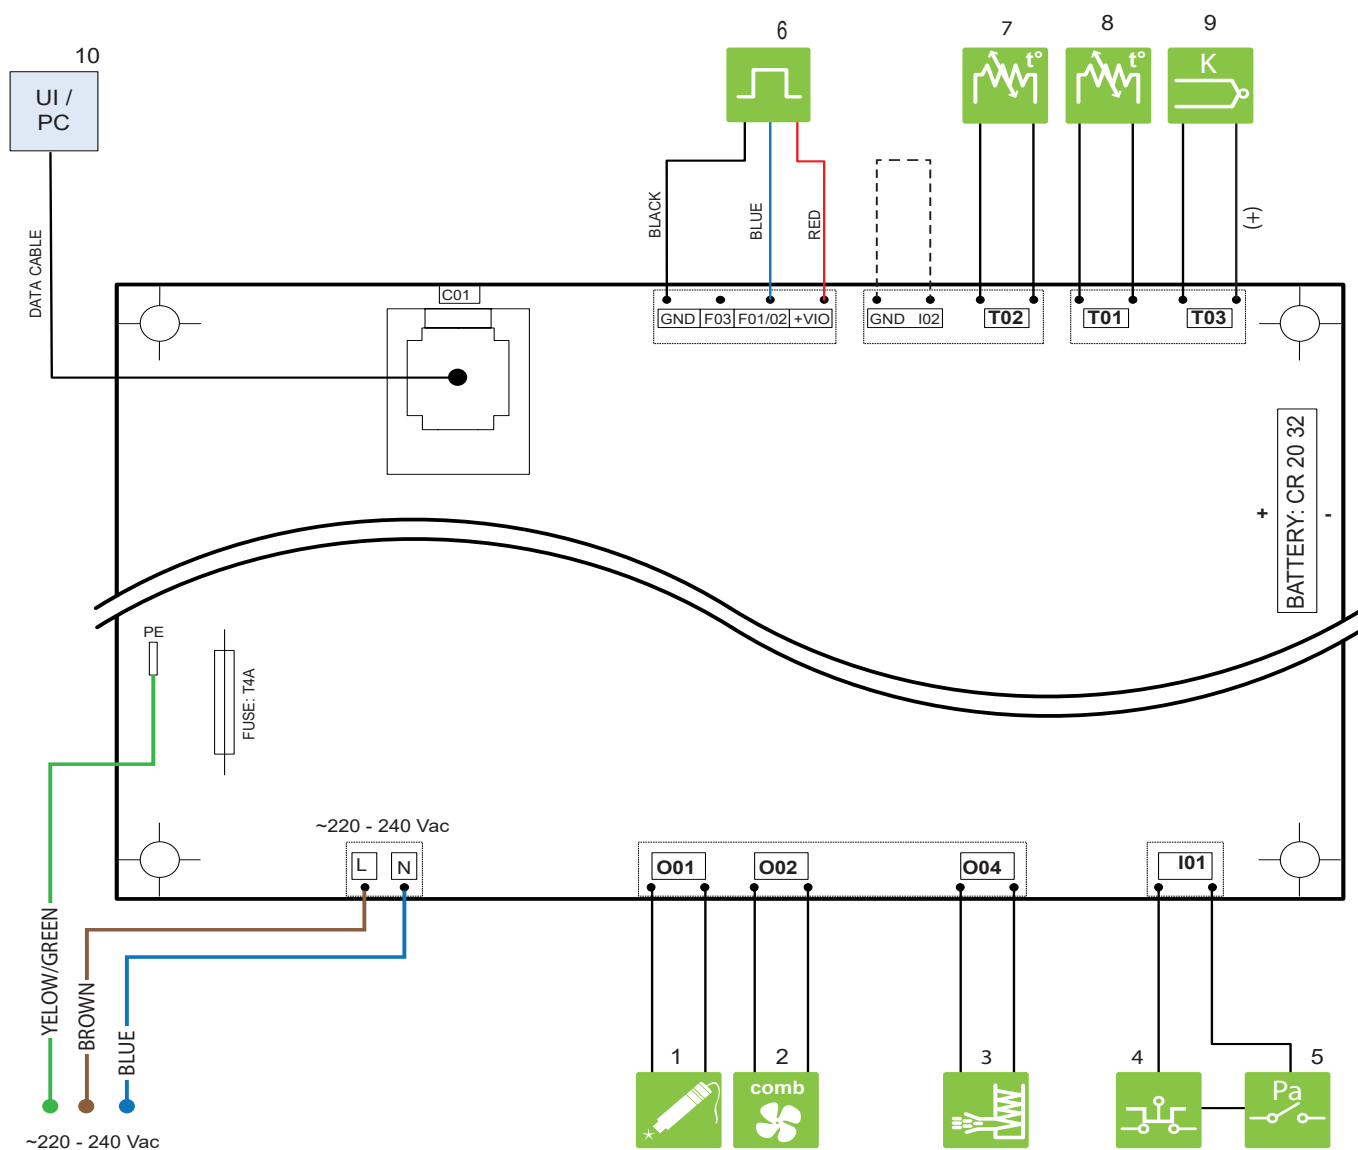 10
6
7
8
9
UI /
PC
t°
t°
K
DATA CABLE
BLACK
BLUE
RED
(+)
C01
GND F03 F01/02 +VIO
GND I02
T02
T01
T03
BATTERY: CR 20 32
+
-
PE
FUSE: T4A
~220 - 240 Vac
L
N
O01
O02
O04
I01
YELOW/GREEN
BROWN
BLUE
1
2
3
4
5
comb
Pa
~220 - 240 Vac